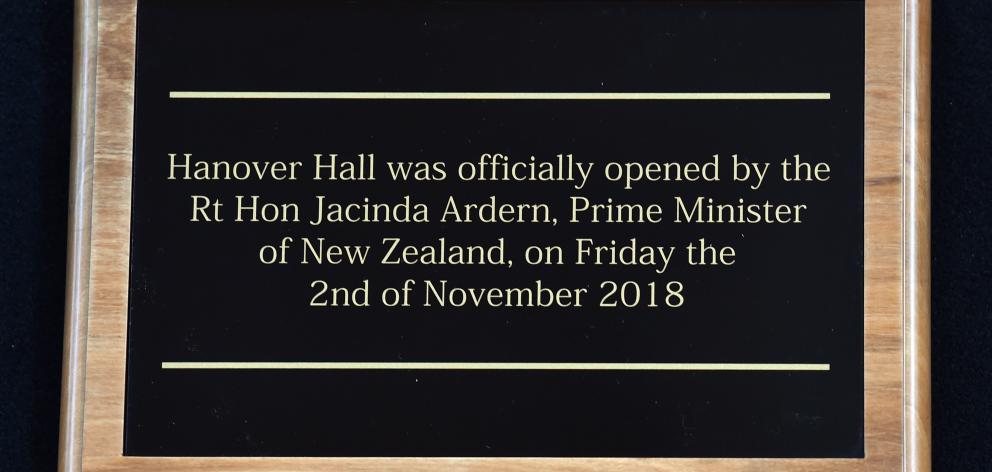 Hanover Hall was officially opened by the
Rt Hon Jacinda Ardern, Prime Minister
of New Zealand, on Friday the
2nd of November 2018